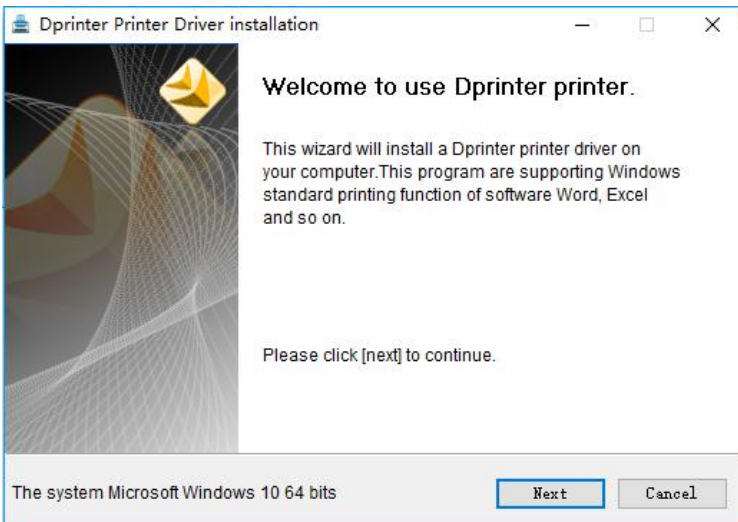 Dprinter Printer Driver installation
Welcome to use Dprinter printer.
This wizard will install a Dprinter printer driver on
your computer.This program are supporting Windows
standard printing function of software Word, Excel
and so on.
Please click [next] to continue.
The system Microsoft Windows 10 64 bits
Next
Cancel